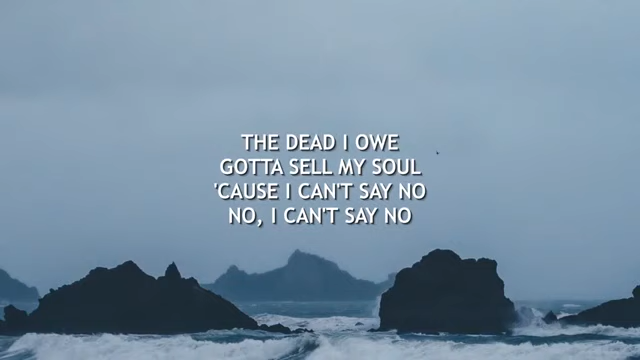 THE DEAD I OWE
GOTTA SELL MY SOUL
'CAUSE I CAN'T SAY NO
NO, I CAN'T SAY NO